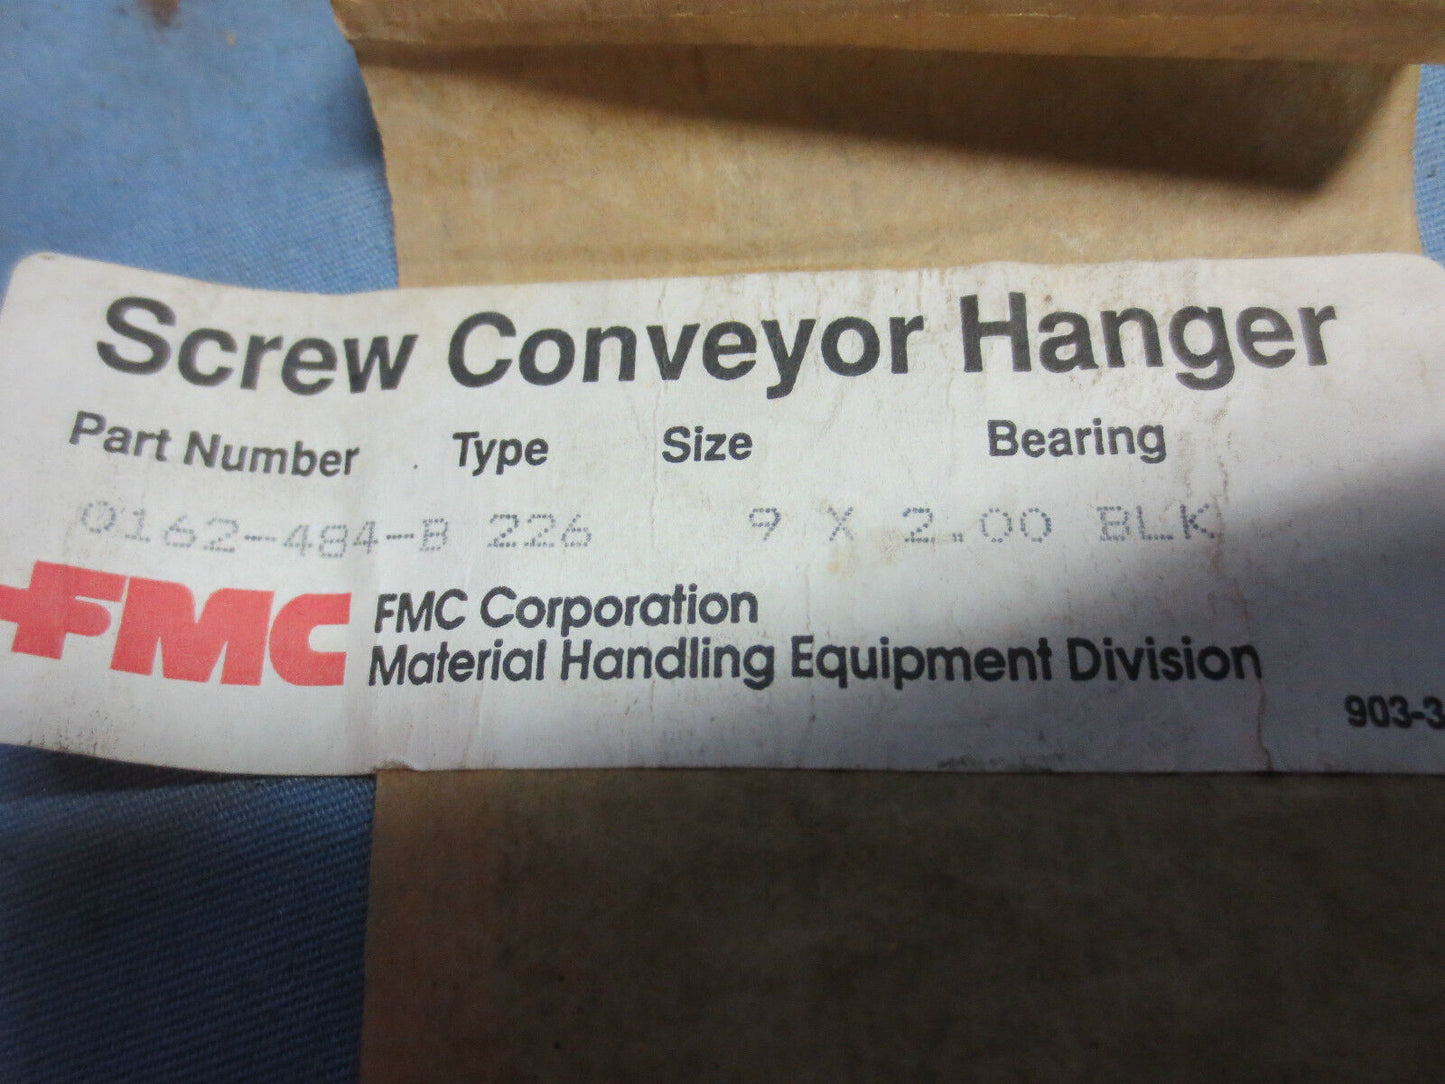 Screw Conveyor Hanger
Part Number Type Size Bearing
0162-484-B 226 9 X 2.00 BLK
FMC FMC Corporation
Material Handling Equipment Division
903-3